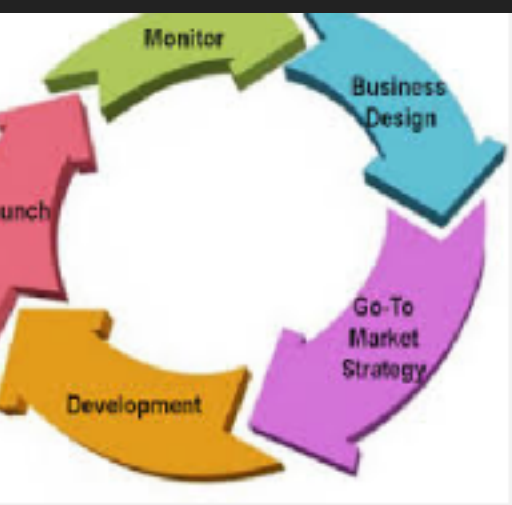 Monitor
Business
Design
Go-To
Market
Strategy
Development
unch